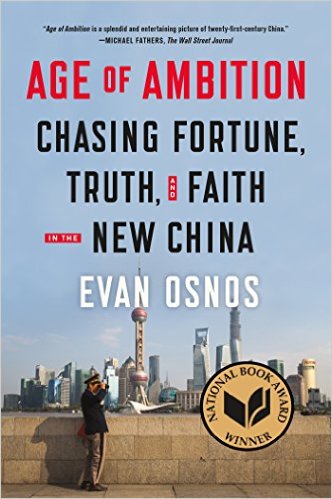 "Age of Ambition is a splendid and entertaining picture of twenty-first-century China."
—MICHAEL FATHERS, The Wall Street Journal
AGE OF AMBITION
CHASING FORTUNE,
TRUTH, AND FAITH
IN THE NEW CHINA
EVAN OSNOS
NATIONAL BOOK AWARD
WINNER